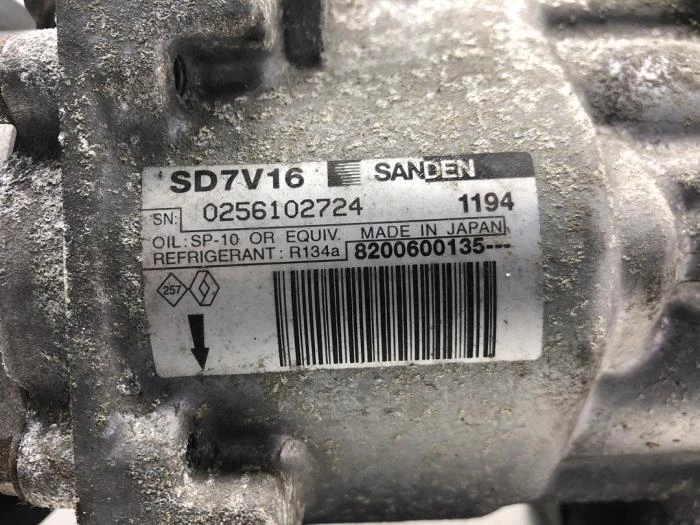 SD7V16 SANDEN
SN: 0256102724 1194
OIL:SP-10 OR EQUIV. MADE IN JAPAN
REFRIGERANT:R134a 8200600135---
257